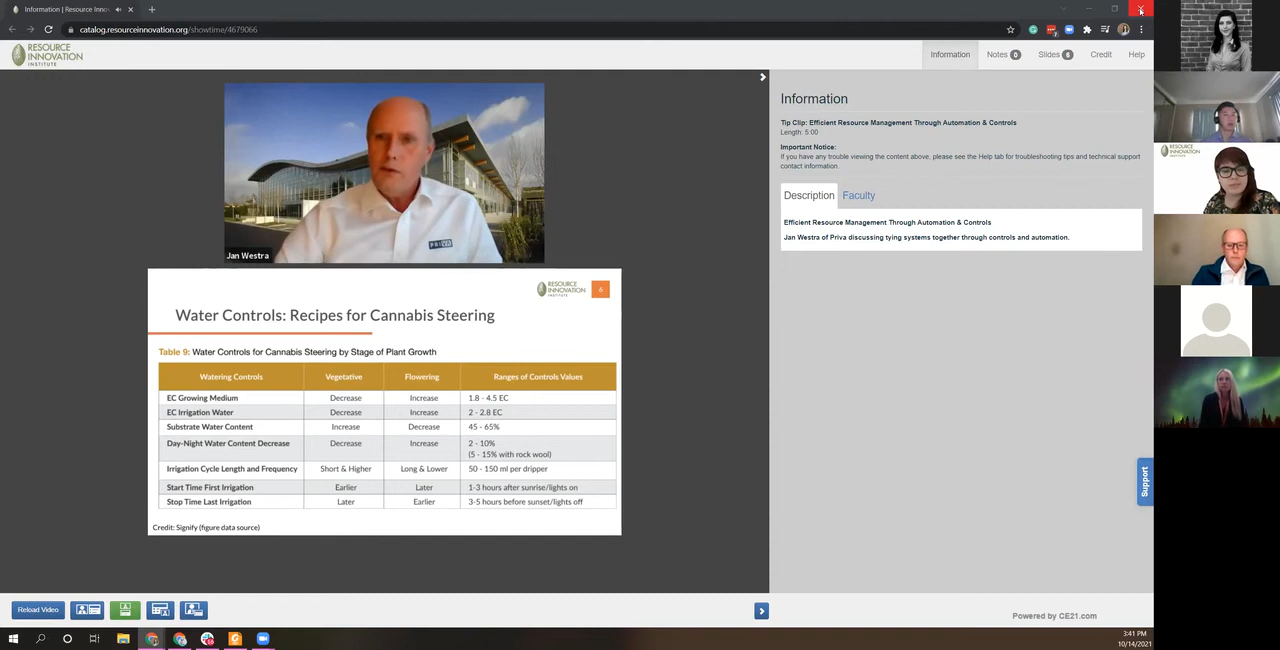 Information | Resource Innov
catalog.resourceinnovation.org/showtime/4679066
RESOURCE
INNOVATION
INSTITUTE
Information
Notes 0
Slides 6
Credit
Help
Jan Westra
PRIVA
RESOURCE
INNOVATION
INSTITUTE
6
Water Controls: Recipes for Cannabis Steering
Table 9: Water Controls for Cannabis Steering by Stage of Plant Growth
Watering Controls Vegetative Flowering Ranges of Controls Values
EC Growing Medium Decrease Increase 1.8 - 4.5 EC
EC Irrigation Water Decrease Increase 2 - 2.8 EC
Substrate Water Content Increase Decrease 45 - 65%
Day-Night Water Content Decrease Decrease Increase 2 - 10%
(5 - 15% with rock wool)
Irrigation Cycle Length and Frequency Short & Higher Long & Lower 50 - 150 ml per dripper
Start Time First Irrigation Earlier Later 1-3 hours after sunrise/lights on
Stop Time Last Irrigation Later Earlier 3-5 hours before sunset/lights off
Credit: Signify (figure data source)
Information
Tip Clip: Efficient Resource Management Through Automation & Controls
Length: 5:00
Important Notice:
If you have any trouble viewing the content above, please see the Help tab for troubleshooting tips and technical support
contact information.
Description
Faculty
Efficient Resource Management Through Automation & Controls
Jan Westra of Priva discussing tying systems together through controls and automation.
Support
RESOURCE
INNOVATION
INSTITUTE
Reload Video
Powered by CE21.com
3:41 PM
10/14/2021